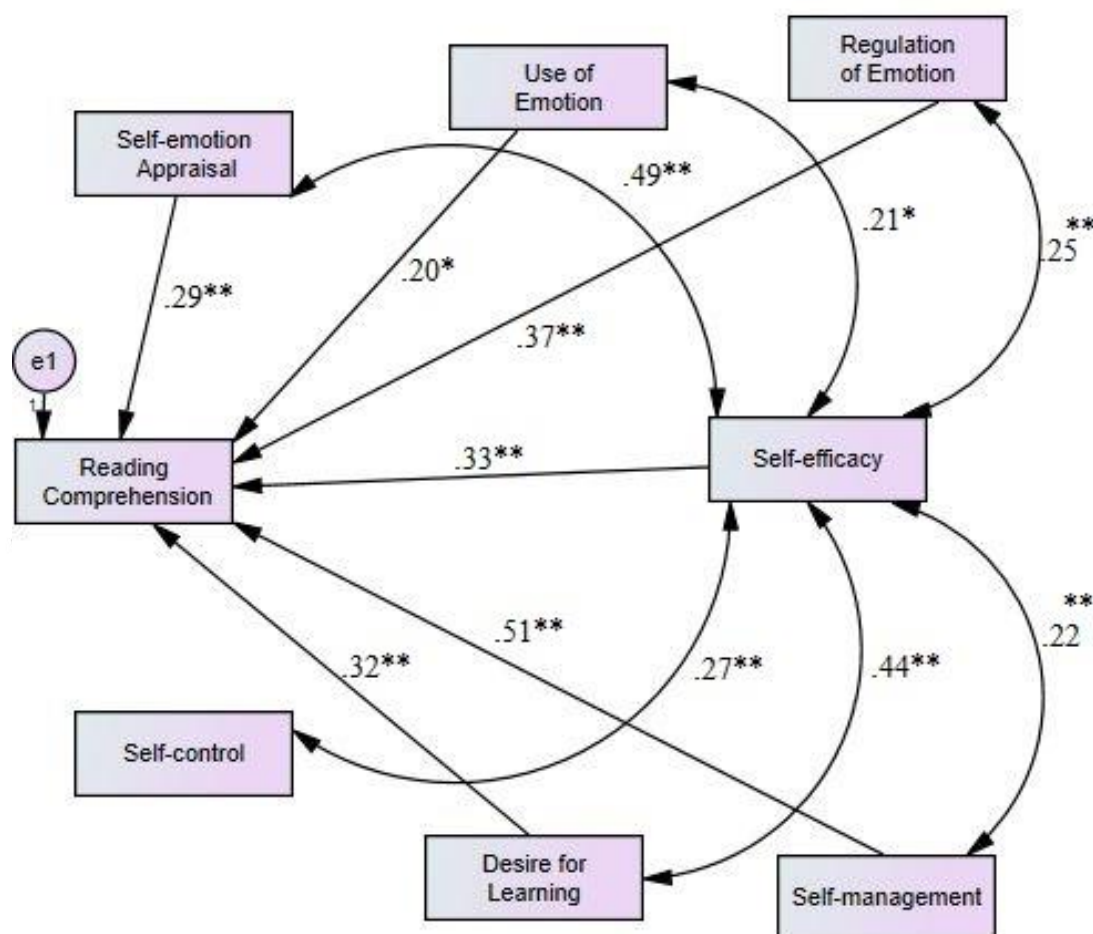 Regulation
of Emotion
Use of
Emotion
Self-emotion
Appraisal
.49**
.21*
**
.25
.20*
.29**
.37**
e1
1
Reading
Comprehension
.33**
Self-efficacy
**
.22
.51**
.32**
.27**
.44**
Self-control
Desire for
Learning
Self-management